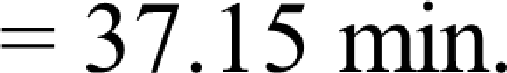 = 37.15 min.